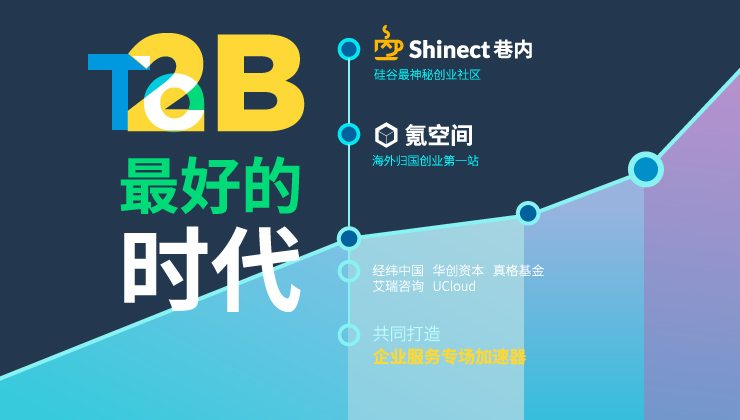 To 2B
最好的
时代
Shinect 巷内
硅谷最神秘创业社区
氪空间
海外归国创业第一站
经纬中国 华创资本 真格基金
艾瑞咨询 UCloud
共同打造
企业服务专场加速器